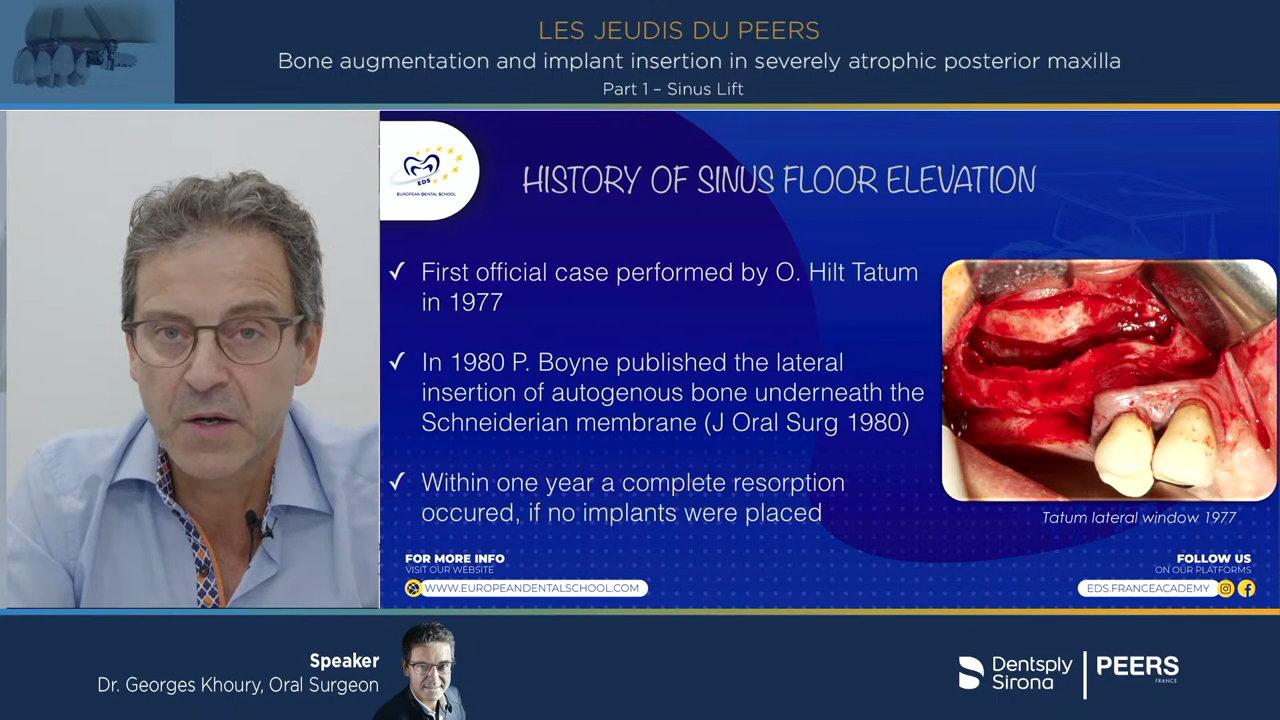 LES JEUDIS DU PEERS
Bone augmentation and implant insertion in severely atrophic posterior maxilla
Part 1 – Sinus Lift
EDS
EUROPEAN DENTAL SCHOOL
HISTORY OF SINUS FLOOR ELEVATION
✓ First official case performed by O. Hilt Tatum
in 1977
✓ In 1980 P. Boyne published the lateral
insertion of autogenous bone underneath the
Schneiderian membrane (J Oral Surg 1980)
✓ Within one year a complete resorption
occured, if no implants were placed
Tatum lateral window 1977
FOR MORE INFO
VISIT OUR WEBSITE
WWW.EUROPEANDENTALSCHOOL.COM
FOLLOW US
ON OUR PLATFORMS
EDS.FRANCEACADEMY
Speaker
Dr. Georges Khoury, Oral Surgeon
Dentsply
Sirona
PEERS
FRANCE